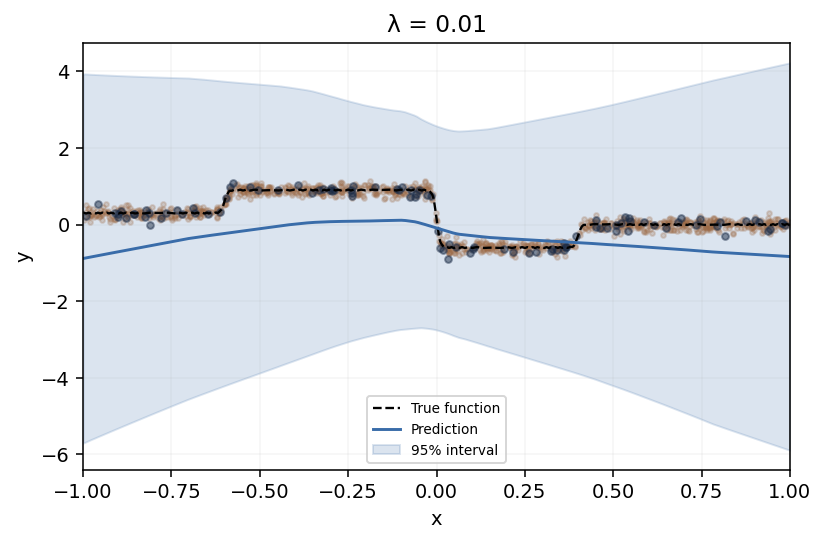 λ = 0.01
4
2
0
−2
−4
−6
y
True function
Prediction
95% interval
−1.00 −0.75 −0.50 −0.25 0.00 0.25 0.50 0.75 1.00
x